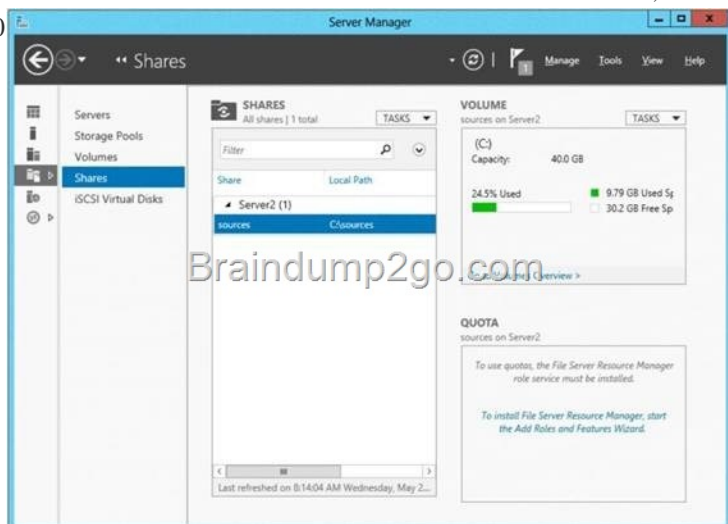 )
Server Manager
Shares
1
Manage Tools View Help
Servers
Storage Pools
Volumes
Shares
iSCSI Virtual Disks
SHARES
All shares | 1 total
TASKS
Filter
Share Local Path
Server2 (1)
sources C:\sources
Last refreshed on 8:14:04 AM Wednesday, May 2...
VOLUME
sources on Server2
TASKS
(C:)
Capacity: 40.0 GB
24.5% Used
9.79 GB Used Sp
30.2 GB Free Sp
Overview >
QUOTA
sources on Server2
To use quotas, the File Server Resource Manager
role service must be installed.
To install File Server Resource Manager, start
the Add Roles and Features Wizard.
Braindump2go.com